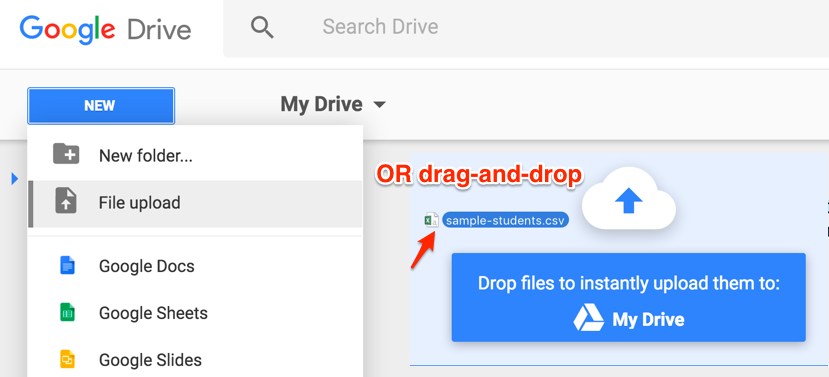 Google Drive
Search Drive
NEW
My Drive
New folder...
File upload
Google Docs
Google Sheets
Google Slides
OR drag-and-drop
sample-students.csv
Drop files to instantly upload them to:
My Drive